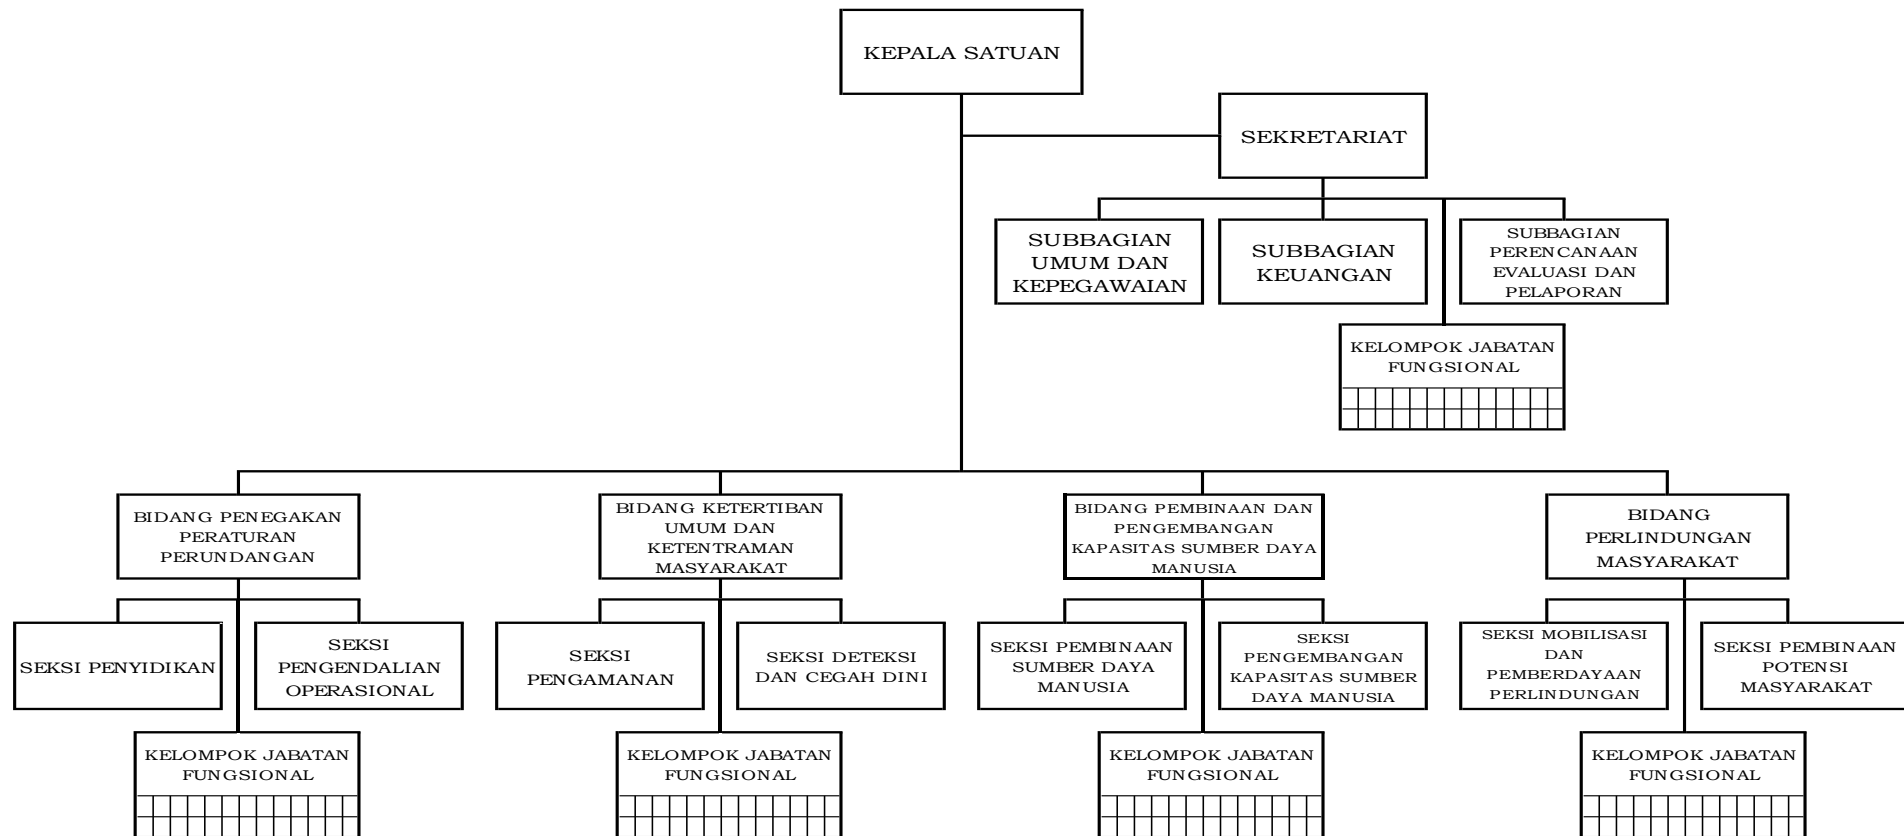 KEPALA SATUAN
SEKRETARIAT
SUBBAGIAN
UMUM DAN
KEPEGAWAIAN
SUBBAGIAN
KEUANGAN
SUBBAGIAN
PERENCANAAN
EVALUASI DAN
PELAPORAN
KELOMPOK JABATAN
FUNGSIONAL
BIDANG PENEGAKAN
PERATURAN
PERUNDANGAN
BIDANG KETERTIBAN
UMUM DAN
KETENTRAMAN
MASYARAKAT
BIDANG PEMBINAAN DAN
PENGEMBANGAN
KAPASITAS SUMBER DAYA
MANUSIA
BIDANG
PERLINDUNGAN
MASYARAKAT
SEKSI PENYIDIKAN
SEKSI
PENGENDALIAN
OPERASIONAL
SEKSI
PENGAMANAN
SEKSI DETEKSI
DAN CEGAH DINI
SEKSI PEMBINAAN
SUMBER DAYA
MANUSIA
SEKSI
PENGEMBANGAN
KAPASITAS SUMBER
DAYA MANUSIA
SEKSI MOBILISASI
DAN
PEMBERDAYAAN
PERLINDUNGAN
SEKSI PEMBINAAN
POTENSI
MASYARAKAT
KELOMPOK JABATAN
FUNGSIONAL
KELOMPOK JABATAN
FUNGSIONAL
KELOMPOK JABATAN
FUNGSIONAL
KELOMPOK JABATAN
FUNGSIONAL